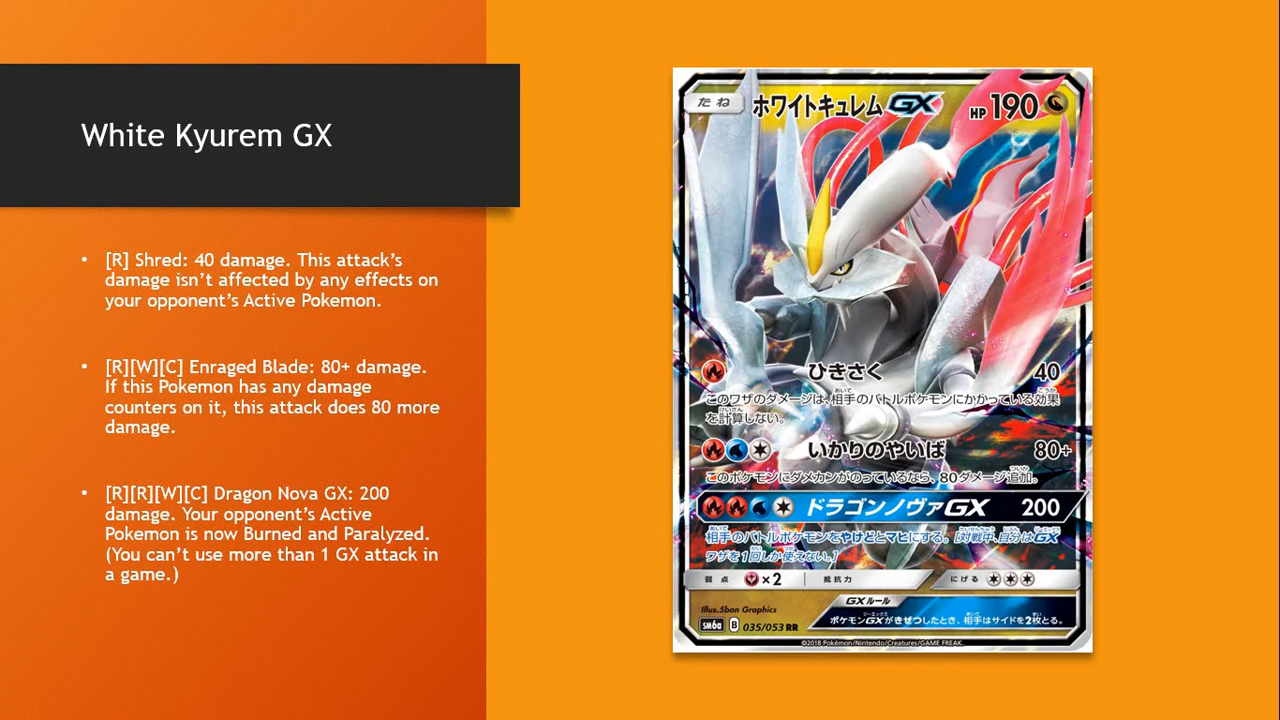 White Kyurem GX
• [R] Shred: 40 damage. This attack’s
damage isn’t affected by any effects on
your opponent’s Active Pokemon.
• [R][W][C] Enraged Blade: 80+ damage.
If this Pokemon has any damage
counters on it, this attack does 80 more
damage.
• [R][R][W][C] Dragon Nova GX: 200
damage. Your opponent’s Active
Pokemon is now Burned and Paralyzed.
(You can’t use more than 1 GX attack in
a game.)
たね ホワイトキュレムGX HP 190
ひきさく 40
このワザのダメージは、相手のバトルポケモンにかかっている効果
を計算しない。
いかりのやいば 80+
このポケモンにダメカンがのっているなら、80ダメージ追加。
ドラゴンノヴァGX 200
相手のバトルポケモンをやけどとマヒにする。[対戦中、自分はGX
ワザを1回しか使えない。]
弱点 ×2 抵抗力 にげる
Illus.5ban Graphics
GXルール
ポケモンGXがきぜつしたとき、相手はサイドを2枚とる。
SM6a B 035/053 RR
©2018 Pokémon/Nintendo/Creatures/GAME FREAK.